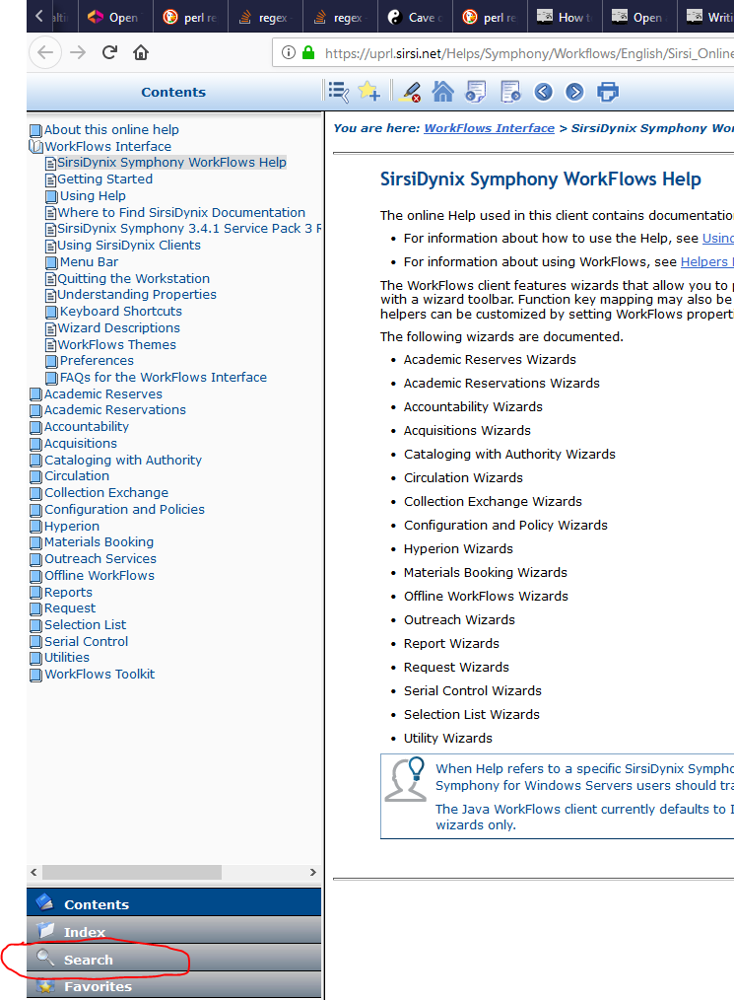 Open
perl re
regex
regex
Cave c
perl re
How t
Open
Writi
https://uprl.sirsi.net/Helps/Symphony/Workflows/English/Sirsi_Online
Contents
About this online help
WorkFlows Interface
SirsiDynix Symphony WorkFlows Help
Getting Started
Using Help
Where to Find SirsiDynix Documentation
SirsiDynix Symphony 3.4.1 Service Pack 3 R
Using SirsiDynix Clients
Menu Bar
Quitting the Workstation
Understanding Properties
Keyboard Shortcuts
Wizard Descriptions
WorkFlows Themes
Preferences
FAQs for the WorkFlows Interface
Academic Reserves
Academic Reservations
Accountability
Acquisitions
Cataloging with Authority
Circulation
Collection Exchange
Configuration and Policies
Hyperion
Materials Booking
Outreach Services
Offline WorkFlows
Reports
Request
Selection List
Serial Control
Utilities
WorkFlows Toolkit
Contents
Index
Search
Favorites
You are here: WorkFlows Interface > SirsiDynix Symphony Wo
SirsiDynix Symphony WorkFlows Help
The online Help used in this client contains documentatio
• For information about how to use the Help, see Using
• For information about using WorkFlows, see Helpers
The WorkFlows client features wizards that allow you to p
with a wizard toolbar. Function key mapping may also be
helpers can be customized by setting WorkFlows properti
The following wizards are documented.
• Academic Reserves Wizards
• Academic Reservations Wizards
• Accountability Wizards
• Acquisitions Wizards
• Cataloging with Authority Wizards
• Circulation Wizards
• Collection Exchange Wizards
• Configuration and Policy Wizards
• Hyperion Wizards
• Materials Booking Wizards
• Offline WorkFlows Wizards
• Outreach Wizards
• Report Wizards
• Request Wizards
• Serial Control Wizards
• Selection List Wizards
• Utility Wizards
When Help refers to a specific SirsiDynix Sympho
Symphony for Windows Servers users should tra
The Java WorkFlows client currently defaults to I
wizards only.